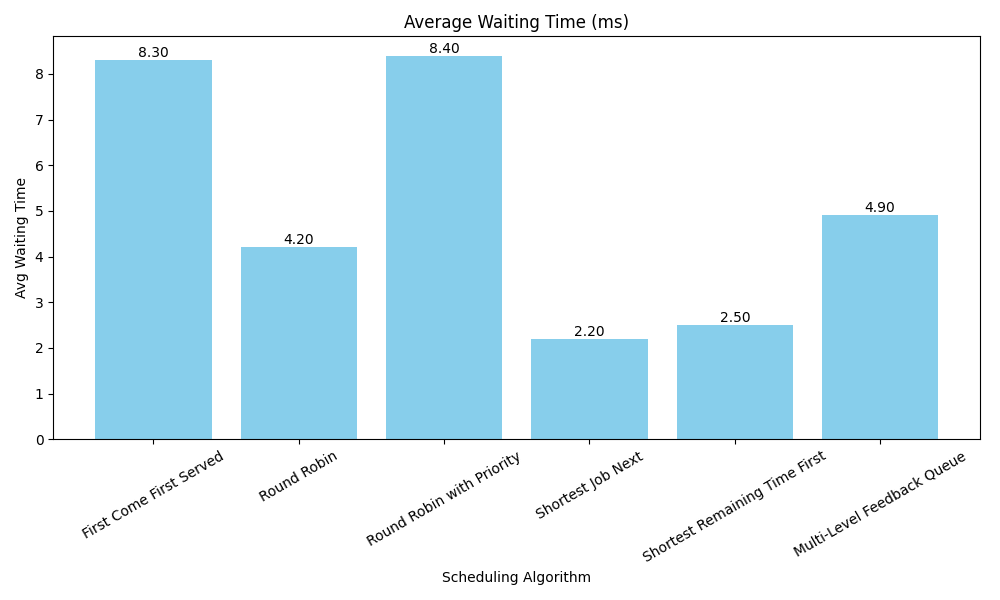 Average Waiting Time (ms)
8.30
4.20
8.40
2.20
2.50
4.90
Avg Waiting Time
8
7
6
5
4
3
2
1
0
First Come First Served
Round Robin
Round Robin with Priority
Shortest Job Next
Shortest Remaining Time First
Multi-Level Feedback Queue
Scheduling Algorithm